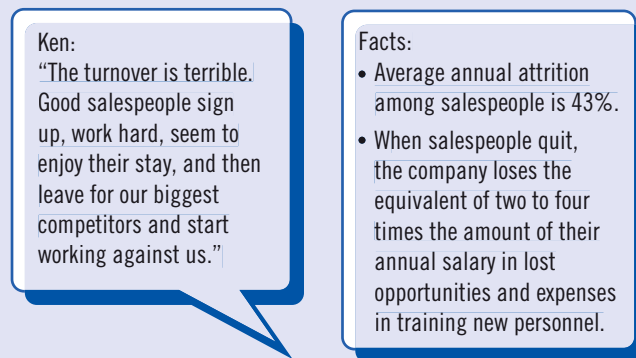 Ken:
“The turnover is terrible.
Good salespeople sign
up, work hard, seem to
enjoy their stay, and then
leave for our biggest
competitors and start
working against us.”
Facts:
• Average annual attrition
among salespeople is 43%.
• When salespeople quit,
the company loses the
equivalent of two to four
times the amount of their
annual salary in lost
opportunities and expenses
in training new personnel.